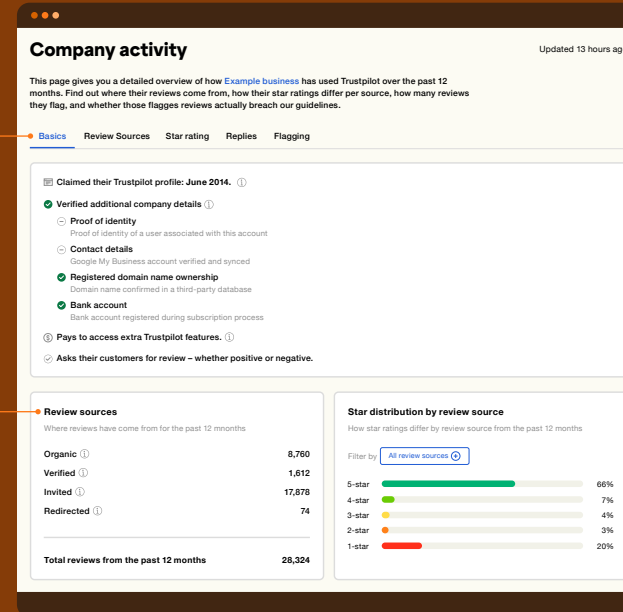 Company activity
Updated 13 hours ag
This page gives you a detailed overview of how Example business has used Trustpilot over the past 12
months. Find out where their reviews come from, how their star ratings differ per source, how many reviews
they flag, and whether those flagges reviews actually breach our guidelines.
Basics Review Sources Star rating Replies Flagging
Claimed their Trustpilot profile: June 2014.
Verified additional company details
Proof of identity
Proof of identity of a user associated with this account
Contact details
Google My Business account verified and synced
Registered domain name ownership
Domain name confirmed in a third-party database
Bank account
Bank account registered during subscription process
Pays to access extra Trustpilot features.
Asks their customers for review – whether positive or negative.
Review sources
Where reviews have come from for the past 12 mnonths
Organic 8,760
Verified 1,612
Invited 17,878
Redirected 74
Total reviews from the past 12 months 28,324
Star distribution by review source
How star ratings differ by review source from the past 12 months
Filter by All review sources
5-star 66%
4-star 7%
3-star 4%
2-star 3%
1-star 20%